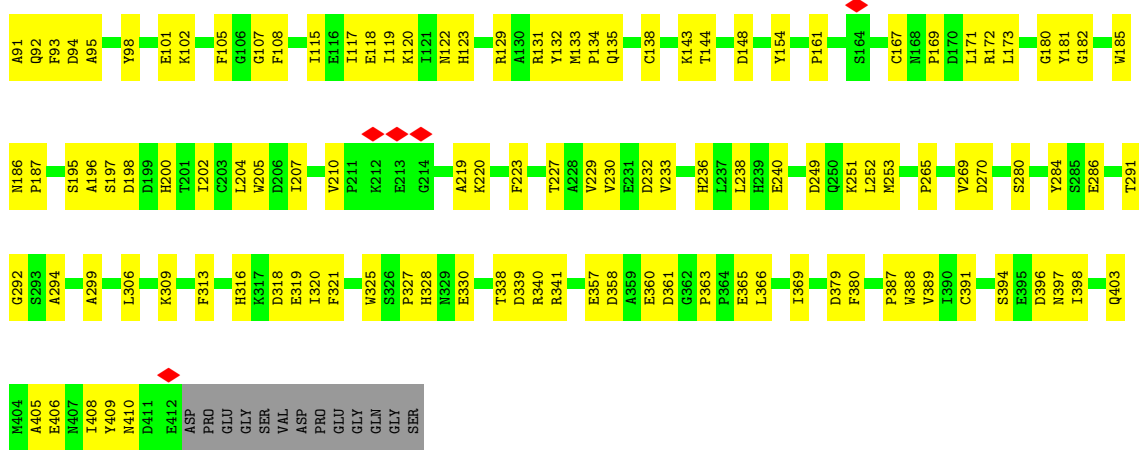 A91 Q92 F93 D94 A95 Y98 E101 K102 F105 G106 G107 F108 I115 E116 I117 E118 I119 K120 I121 N122 H123 R129 A130 R131 Y132 M133 P134 Q135 C138 K143 T144 D148 Y154 P161 S164 C167 N168 P169 D170 L171 R172 L173 G180 Y181 G182 W185
N186 P187 S195 A196 S197 D198 D199 H200 T201 I202 C203 L204 W205 D206 I207 V210 P211 K212 E213 G214 A219 K220 F223 T227 A228 V229 V230 E231 D232 V233 H236 L237 L238 H239 E240 D249 Q250 K251 L252 M253 P265 V269 D270 S280 Y284 S285 E286 T291
G292 S293 A294 A299 L306 K309 F313 H316 K317 D318 E319 I320 F321 W325 S326 P327 H328 N329 E330 T338 D339 R340 R341 E357 D358 A359 E360 D361 G362 P363 P364 E365 L366 I369 D379 F380 P387 W388 V389 I390 C391 S394 E395 D396 N397 I398 Q403
M404 A405 E406 N407 I408 Y409 N410 D411 E412 ASP PRO GLU GLY SER VAL ASP PRO GLU GLY GLN GLY SER